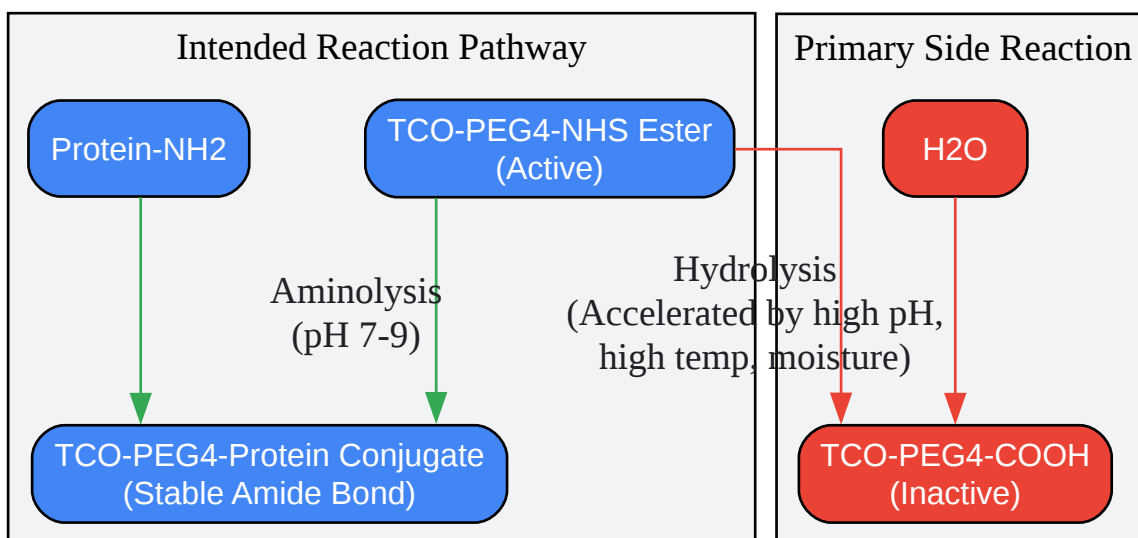 Intended Reaction Pathway
Primary Side Reaction
Protein-NH2
TCO-PEG4-NHS Ester
(Active)
H2O
Aminolysis
(pH 7-9)
Hydrolysis
(Accelerated by high pH,
high temp, moisture)
TCO-PEG4-Protein Conjugate
(Stable Amide Bond)
TCO-PEG4-COOH
(Inactive)